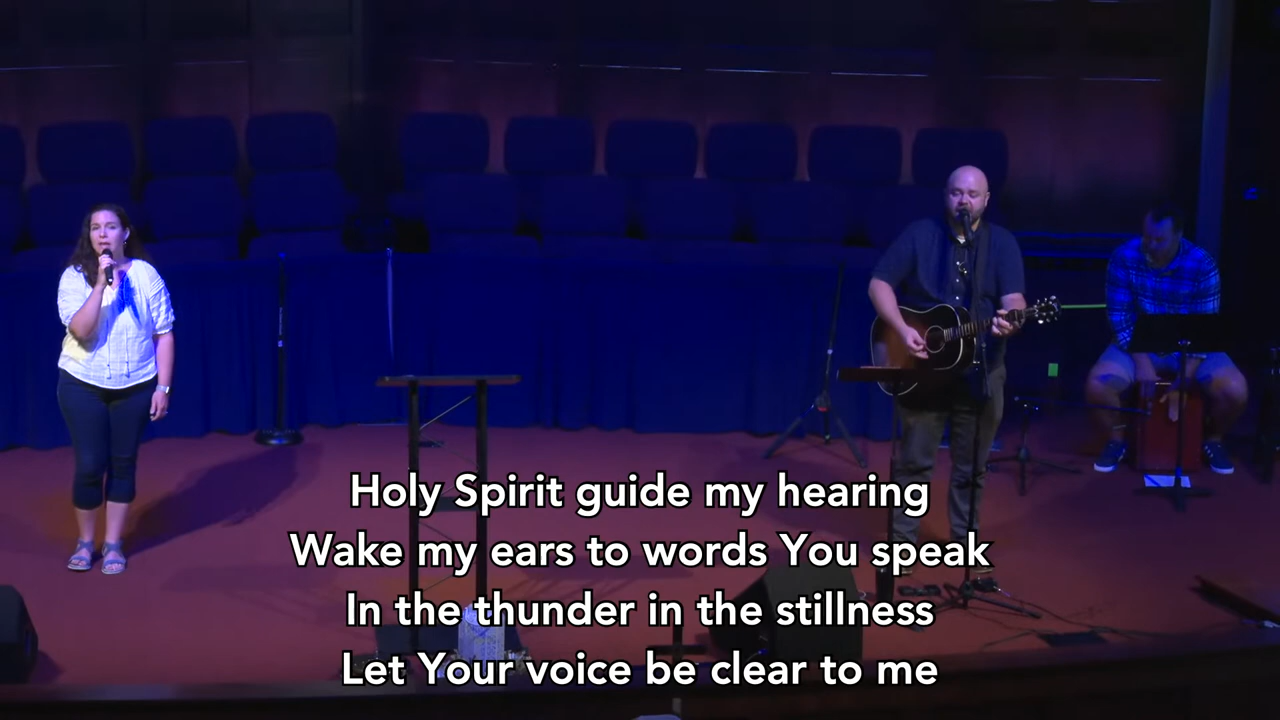 Holy Spirit guide my hearing
Wake my ears to words You speak
In the thunder in the stillness
Let Your voice be clear to me